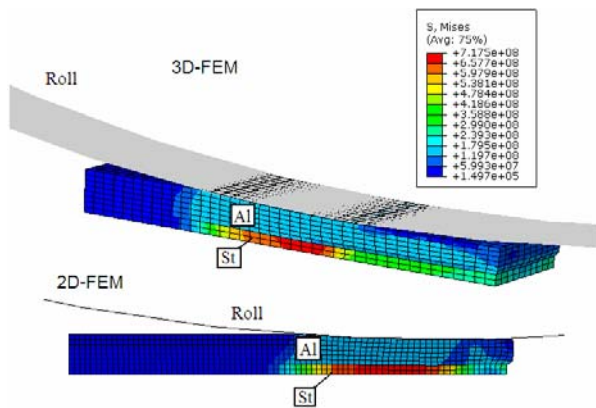 3D-FEM
Roll
S, Mises
(Avg: 75%)
+7.175e+08
+6.577e+08
+5.979e+08
+5.381e+08
+4.784e+08
+4.186e+08
+3.588e+08
+2.990e+08
+2.393e+08
+1.795e+08
+1.197e+08
+5.993e+07
+1.497e+05
Al
St
2D-FEM
Roll
Al
St